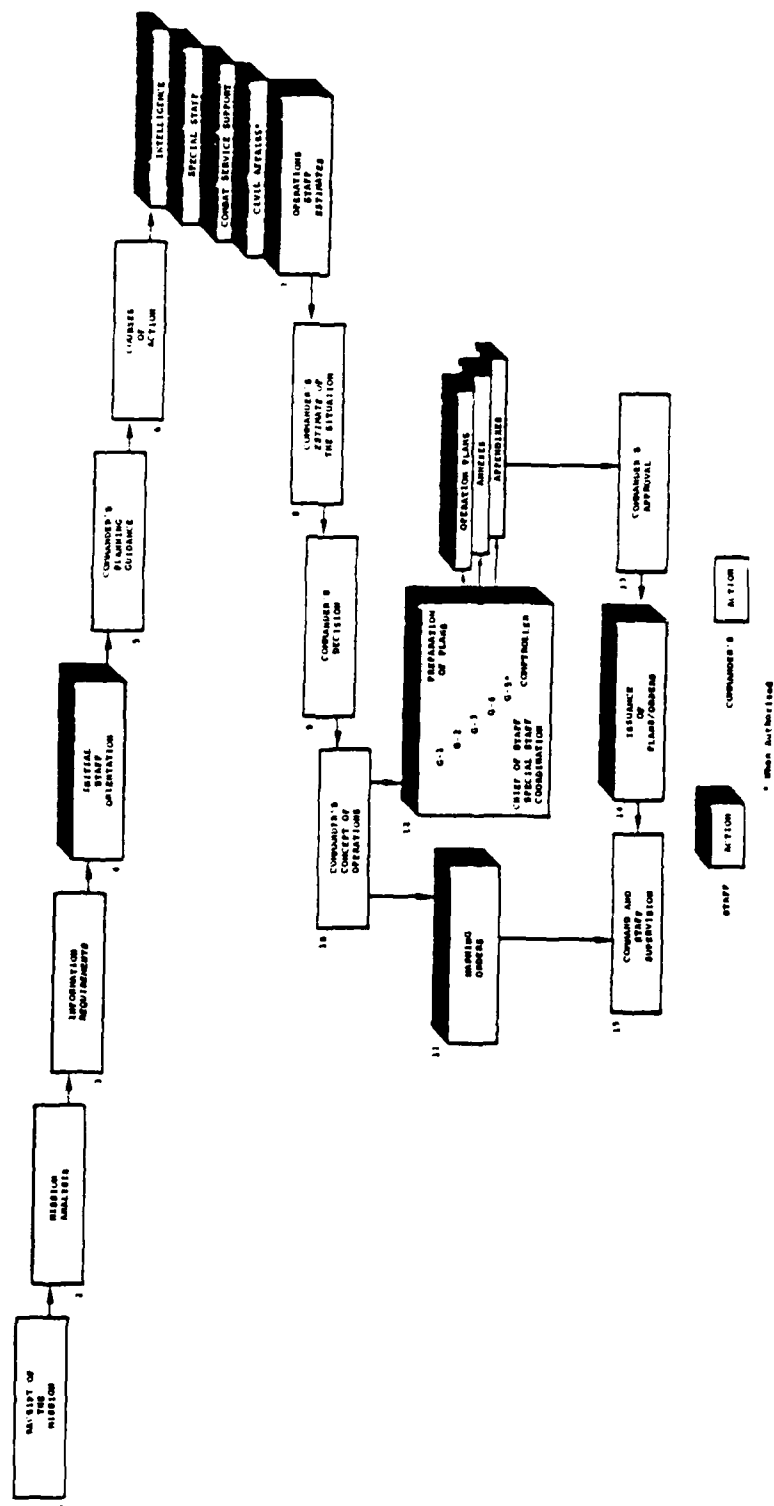 RECEIPT OF
THE
MISSION
2
MISSION
ANALYSIS
3
INFORMATION
REQUIREMENTS
4
INITIAL
STAFF
ORIENTATION
5
COMMANDER'S
PLANNING
GUIDANCE
6
COURSES
OF
ACTION
7
INTELLIGENCE
SPECIAL STAFF
COMBAT SERVICE SUPPORT
CIVIL AFFAIRS*
OPERATIONS
STAFF
ESTIMATES
8
COMMANDER'S
ESTIMATE OF
THE SITUATION
9
COMMANDER'S
DECISION
10
COMMANDER'S
CONCEPT OF
OPERATIONS
11
WARNING
ORDERS
12
PREPARATION
OF PLANS
G-1
G-2
G-3
G-4
G-5*
COMPTROLLER
CHIEF OF STAFF
SPECIAL STAFF
COORDINATION
OPERATION PLANS
ANNEXES
APPENDIXES
13
COMMANDER'S
APPROVAL
14
ISSUANCE
OF
PLANS/ORDERS
15
COMMAND AND
STAFF
SUPERVISION
STAFF
ACTION
COMMANDER'S
ACTION
* When Authorized